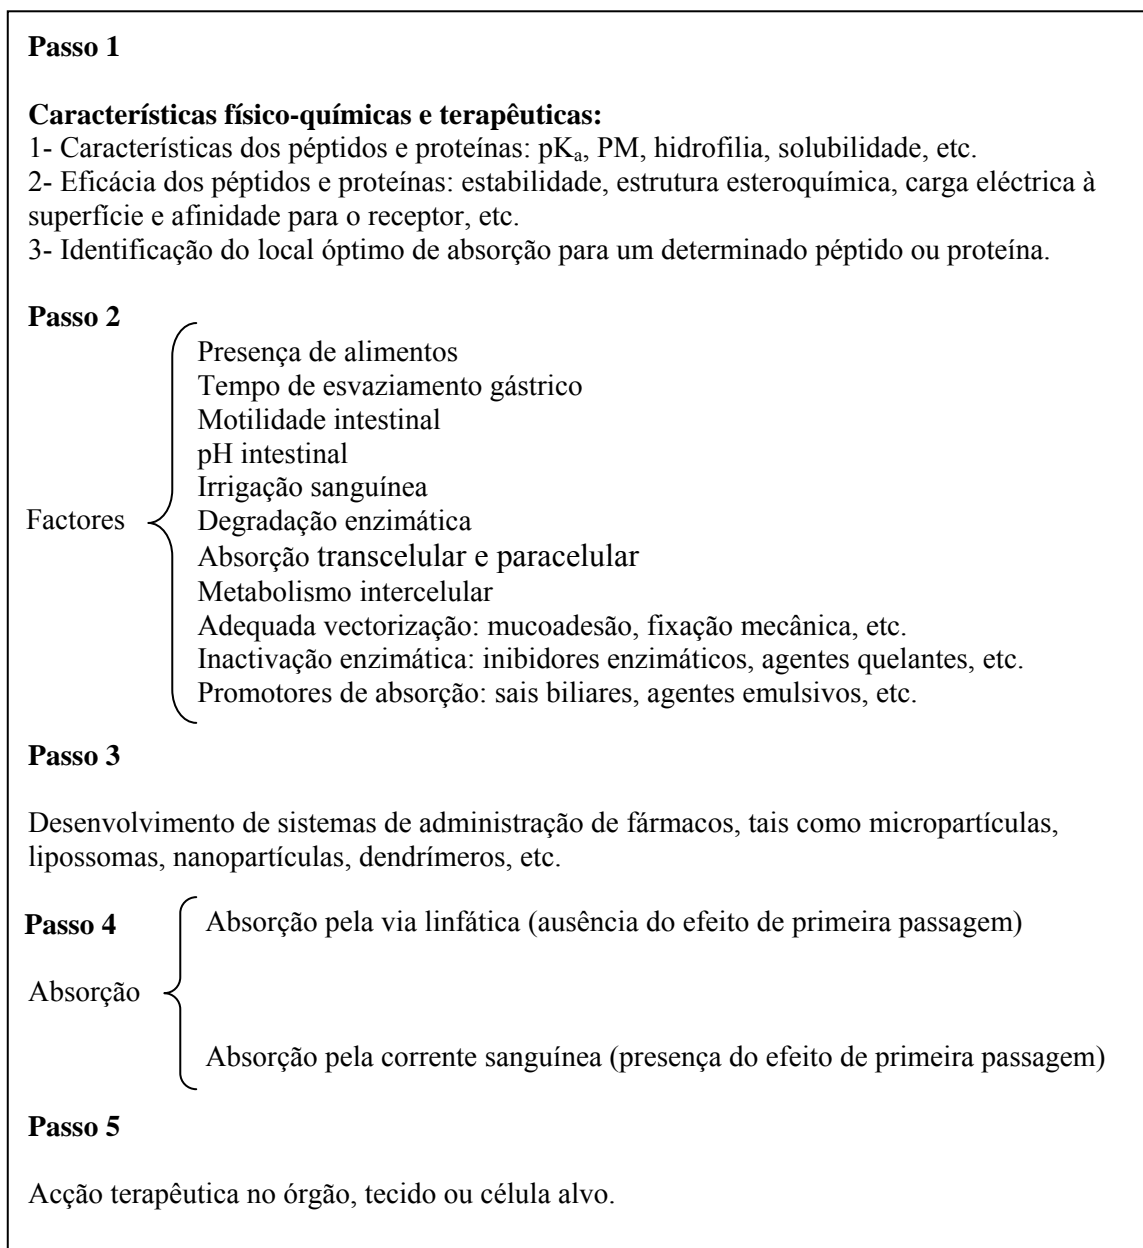 Passo 1
Características físico-químicas e terapêuticas:
1- Características dos péptidos e proteínas: pKa, PM, hidrofilia, solubilidade, etc.
2- Eficácia dos péptidos e proteínas: estabilidade, estrutura esteroquímica, carga eléctrica à
superfície e afinidade para o receptor, etc.
3- Identificação do local óptimo de absorção para um determinado péptido ou proteína.
Passo 2
Factores
Presença de alimentos
Tempo de esvaziamento gástrico
Motilidade intestinal
pH intestinal
Irrigação sanguínea
Degradação enzimática
Absorção transcelular e paracelular
Metabolismo intercelular
Adequada vectorização: mucoadesão, fixação mecânica, etc.
Inactivação enzimática: inibidores enzimáticos, agentes quelantes, etc.
Promotores de absorção: sais biliares, agentes emulsivos, etc.
Passo 3
Desenvolvimento de sistemas de administração de fármacos, tais como micropartículas,
lipossomas, nanopartículas, dendrímeros, etc.
Passo 4
Absorção
Absorção pela via linfática (ausência do efeito de primeira passagem)
Absorção pela corrente sanguínea (presença do efeito de primeira passagem)
Passo 5
Acção terapêutica no órgão, tecido ou célula alvo.